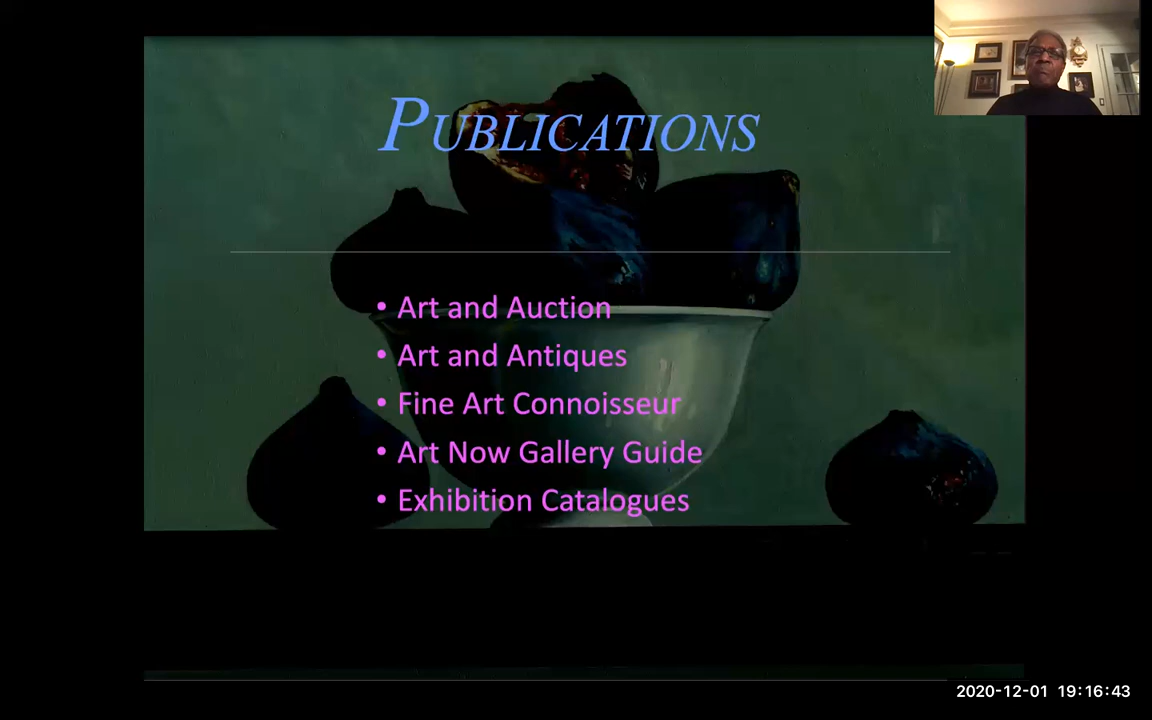 PUBLICATIONS
• Art and Auction
• Art and Antiques
• Fine Art Connoisseur
• Art Now Gallery Guide
• Exhibition Catalogues
2020-12-01 19:16:43